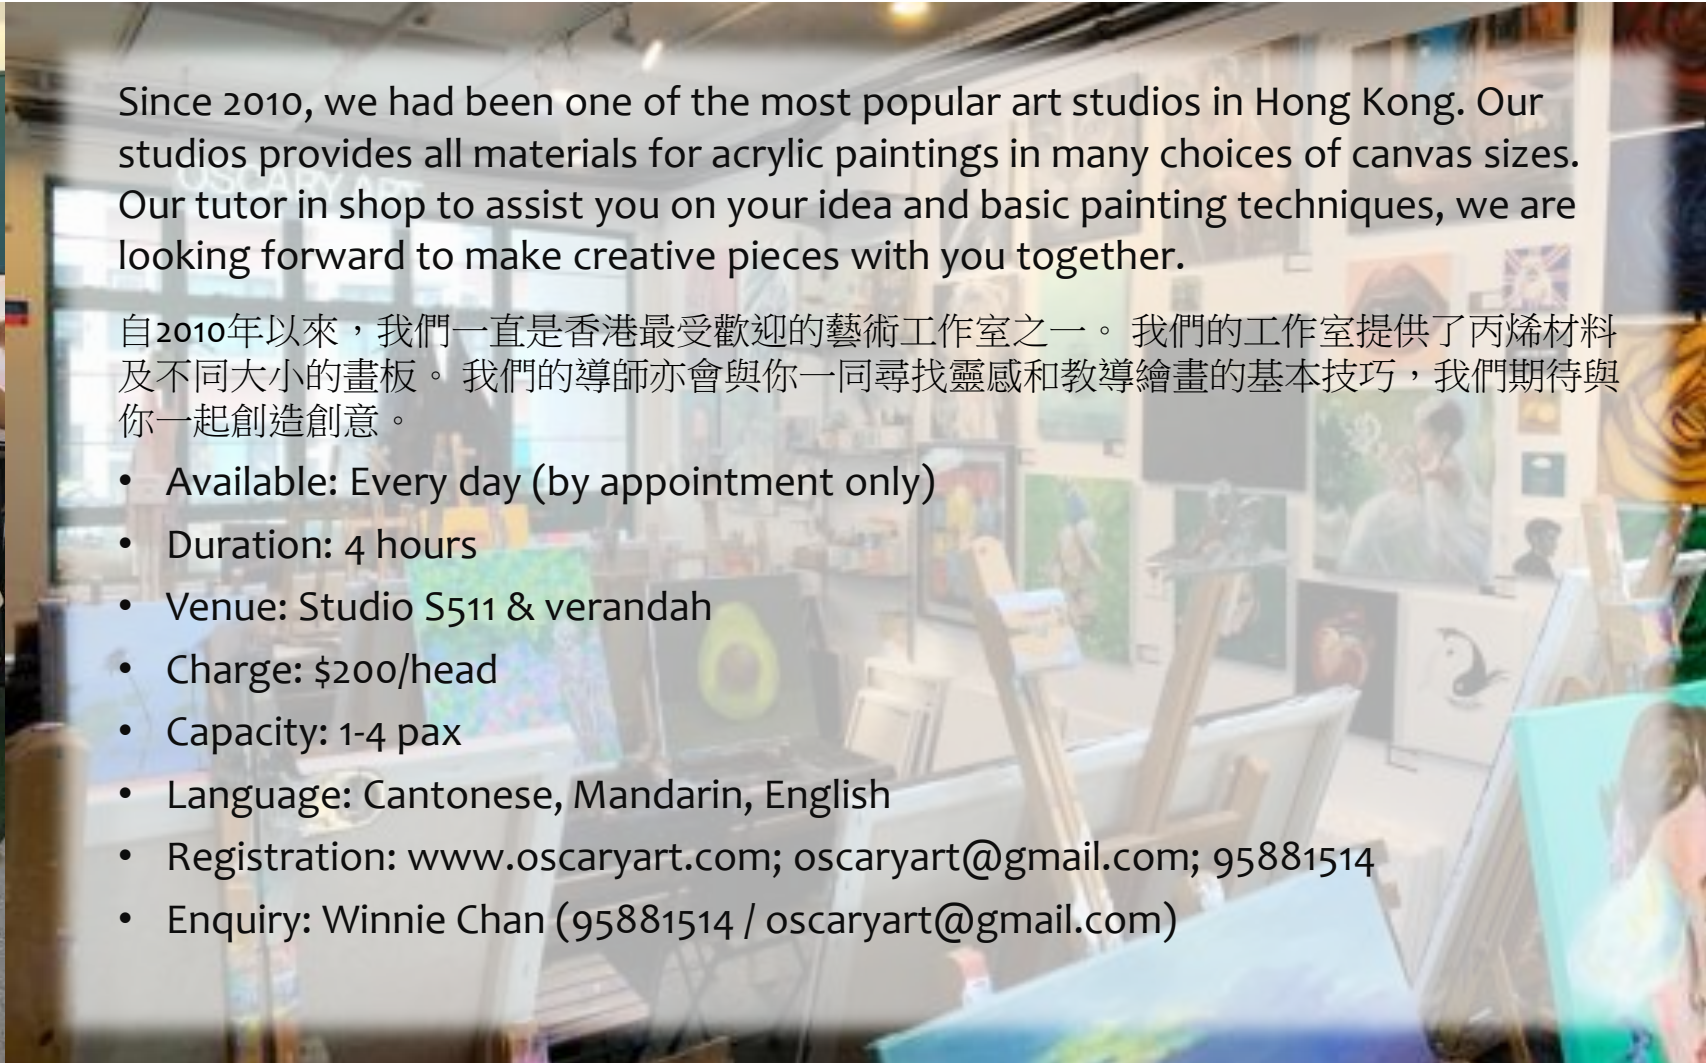 Since 2010, we had been one of the most popular art studios in Hong Kong. Our
studios provides all materials for acrylic paintings in many choices of canvas sizes.
Our tutor in shop to assist you on your idea and basic painting techniques, we are
looking forward to make creative pieces with you together.
自2010年以來，我們一直是香港最受歡迎的藝術工作室之一。 我們的工作室提供了丙烯材料
及不同大小的畫板。 我們的導師亦會與你一同尋找靈感和教導繪畫的基本技巧，我們期待與
你一起創造創意。
• Available: Every day (by appointment only)
• Duration: 4 hours
• Venue: Studio S511 & verandah
• Charge: $200/head
• Capacity: 1-4 pax
• Language: Cantonese, Mandarin, English
• Registration: www.oscaryart.com; oscaryart@gmail.com; 95881514
• Enquiry: Winnie Chan (95881514 / oscaryart@gmail.com)
OSCARY ART